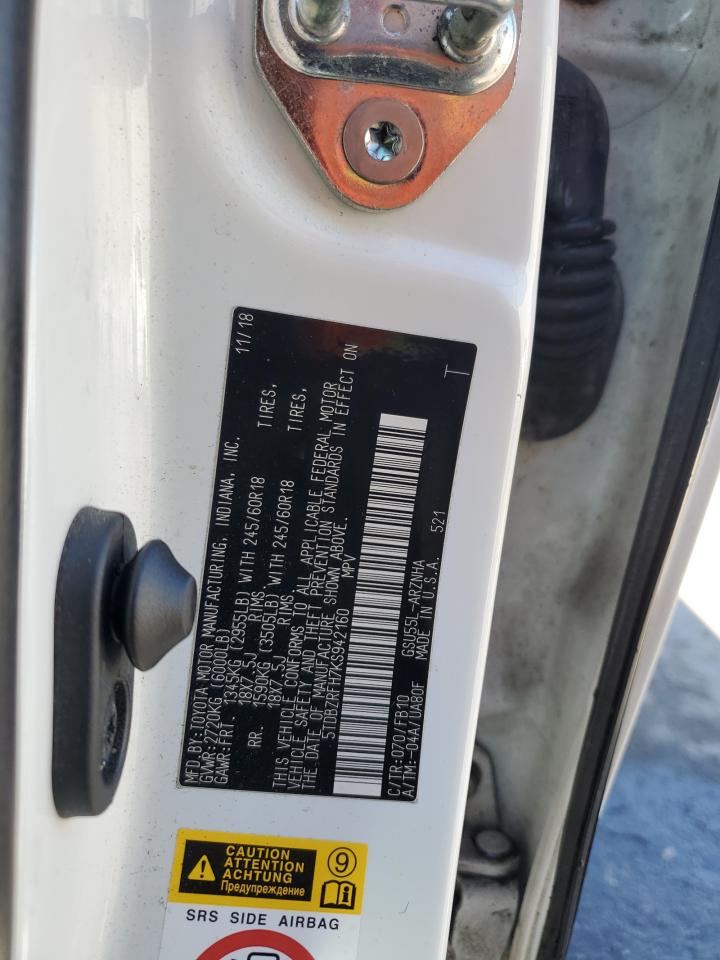 MFD.BY:TOYOTA MOTOR MANUFACTURING, INDIANA, INC. 11/18
GVWR:2720KG(6000LB)
GAWR:FRT. 1345KG (2955LB) WITH 245/60R18 TIRES,
18X7.5J RIMS.
RR. 1590KG (3505LB) WITH 245/60R18 TIRES,
18X7.5J RIMS.
THIS VEHICLE CONFORMS TO ALL APPLICABLE FEDERAL MOTOR
VEHICLE SAFETY AND THEFT PREVENTION STANDARDS IN EFFECT ON
THE DATE OF MANUFACTURE SHOWN ABOVE.
5TDBZRFH7KS942160 MPV
C/TR:070/FB10 GSU55L-ARZNHA 521
A/TM:-04A/UA80F MADE IN U.S.A.
T
CAUTION
ATTENTION
ACHTUNG
Предупреждение
9
i
SRS SIDE AIRBAG